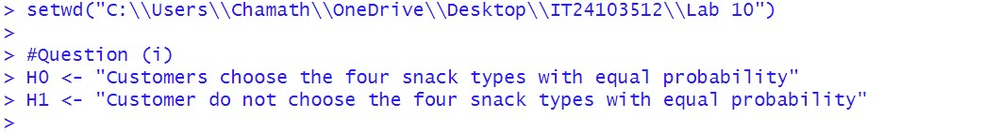 > setwd("C:\\Users\\Chamath\\OneDrive\\Desktop\\IT24103512\\Lab 10")
>
> #Question (i)
> H0 <- "Customers choose the four snack types with equal probability"
> H1 <- "Customer do not choose the four snack types with equal probability"
>